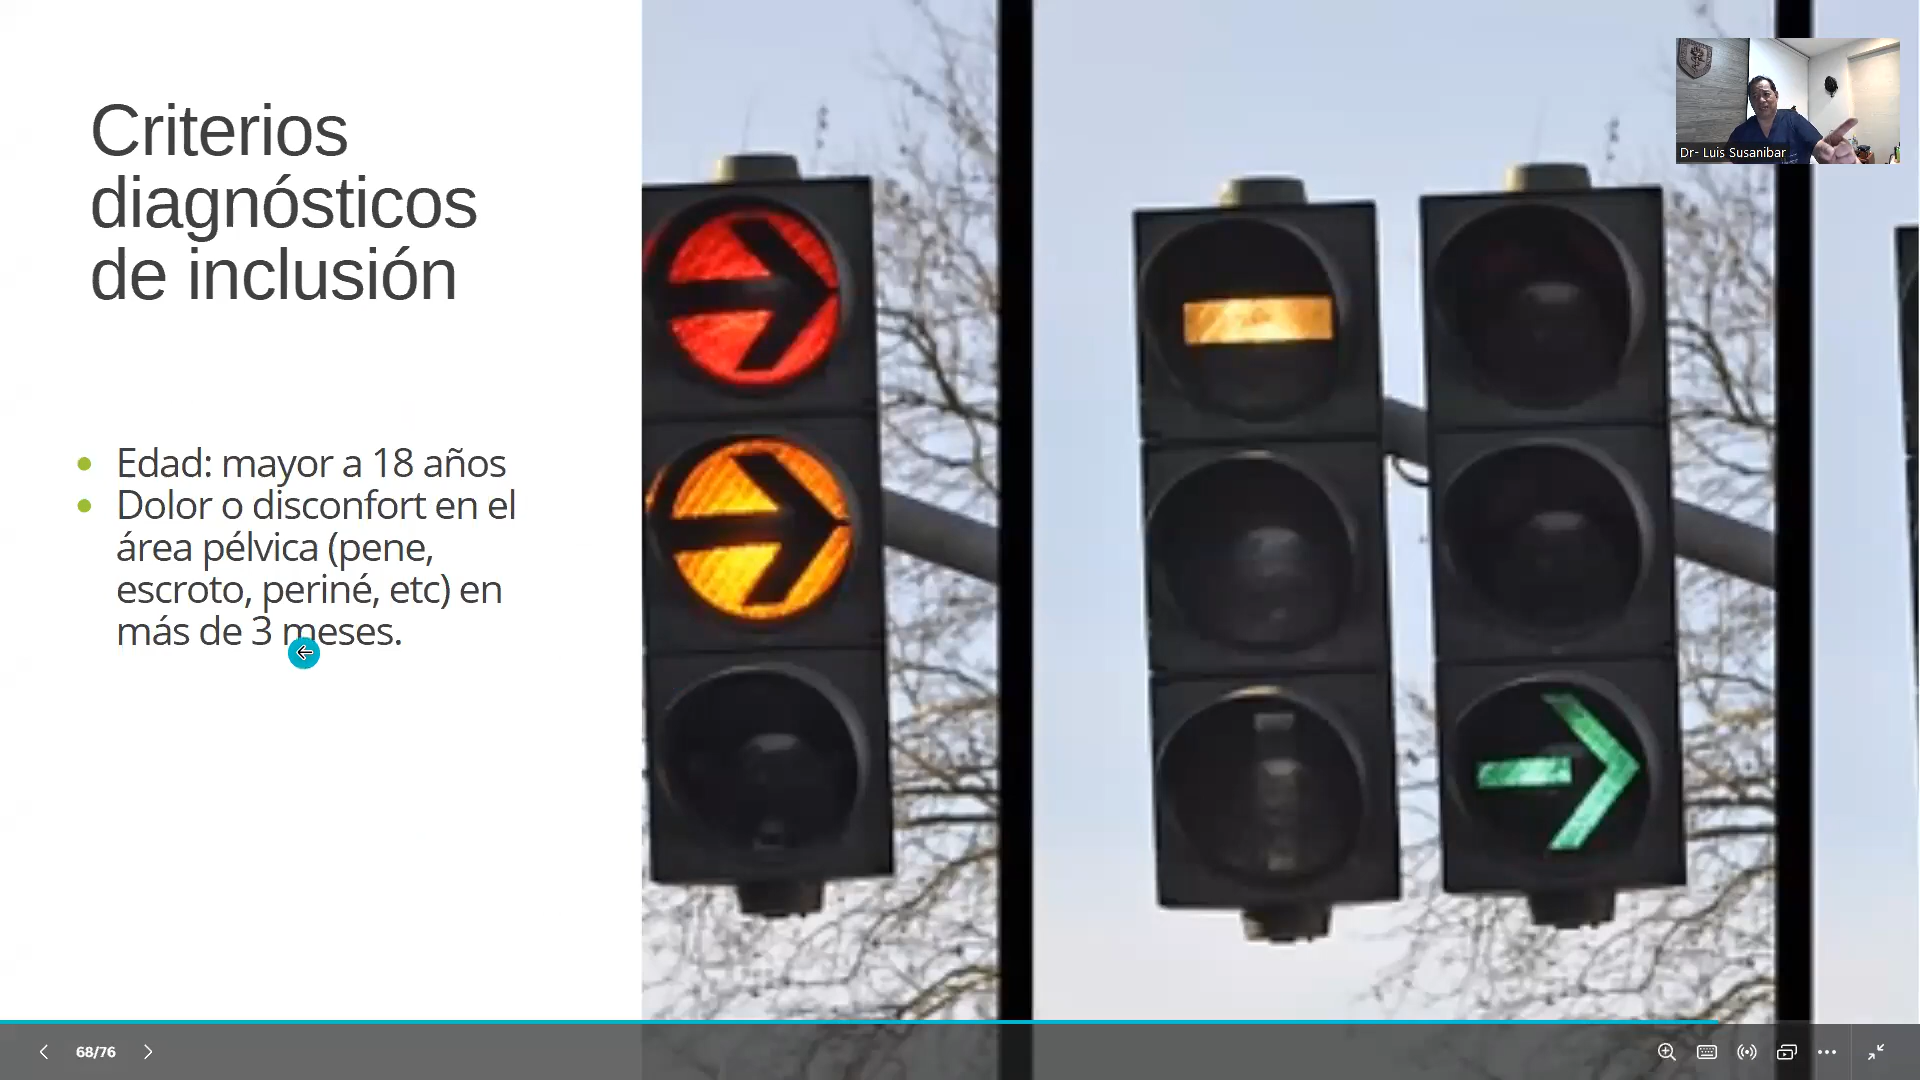 Criterios
diagnósticos
de inclusión
Edad: mayor a 18 años
Dolor o disconfort en el
área pélvica (pene,
escroto, periné, etc) en
más de 3 meses.
Dr- Luis Susanibar
68/76